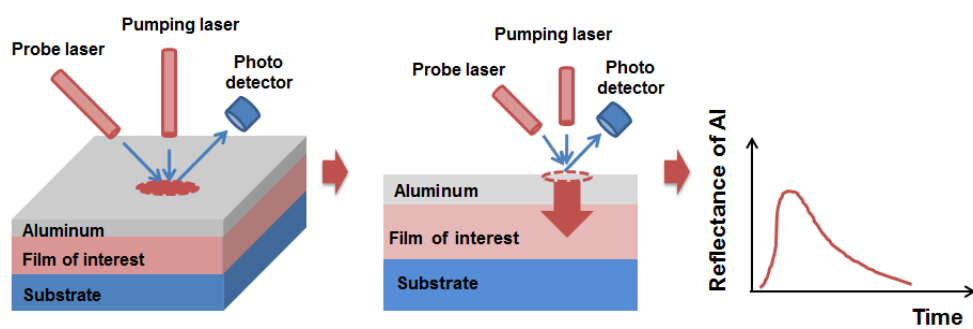 Pumping laser
Probe laser
Photo
detector
Aluminum
Film of interest
Substrate
Pumping laser
Probe laser
Photo
detector
Aluminum
Film of interest
Substrate
Reflectance of Al
Time